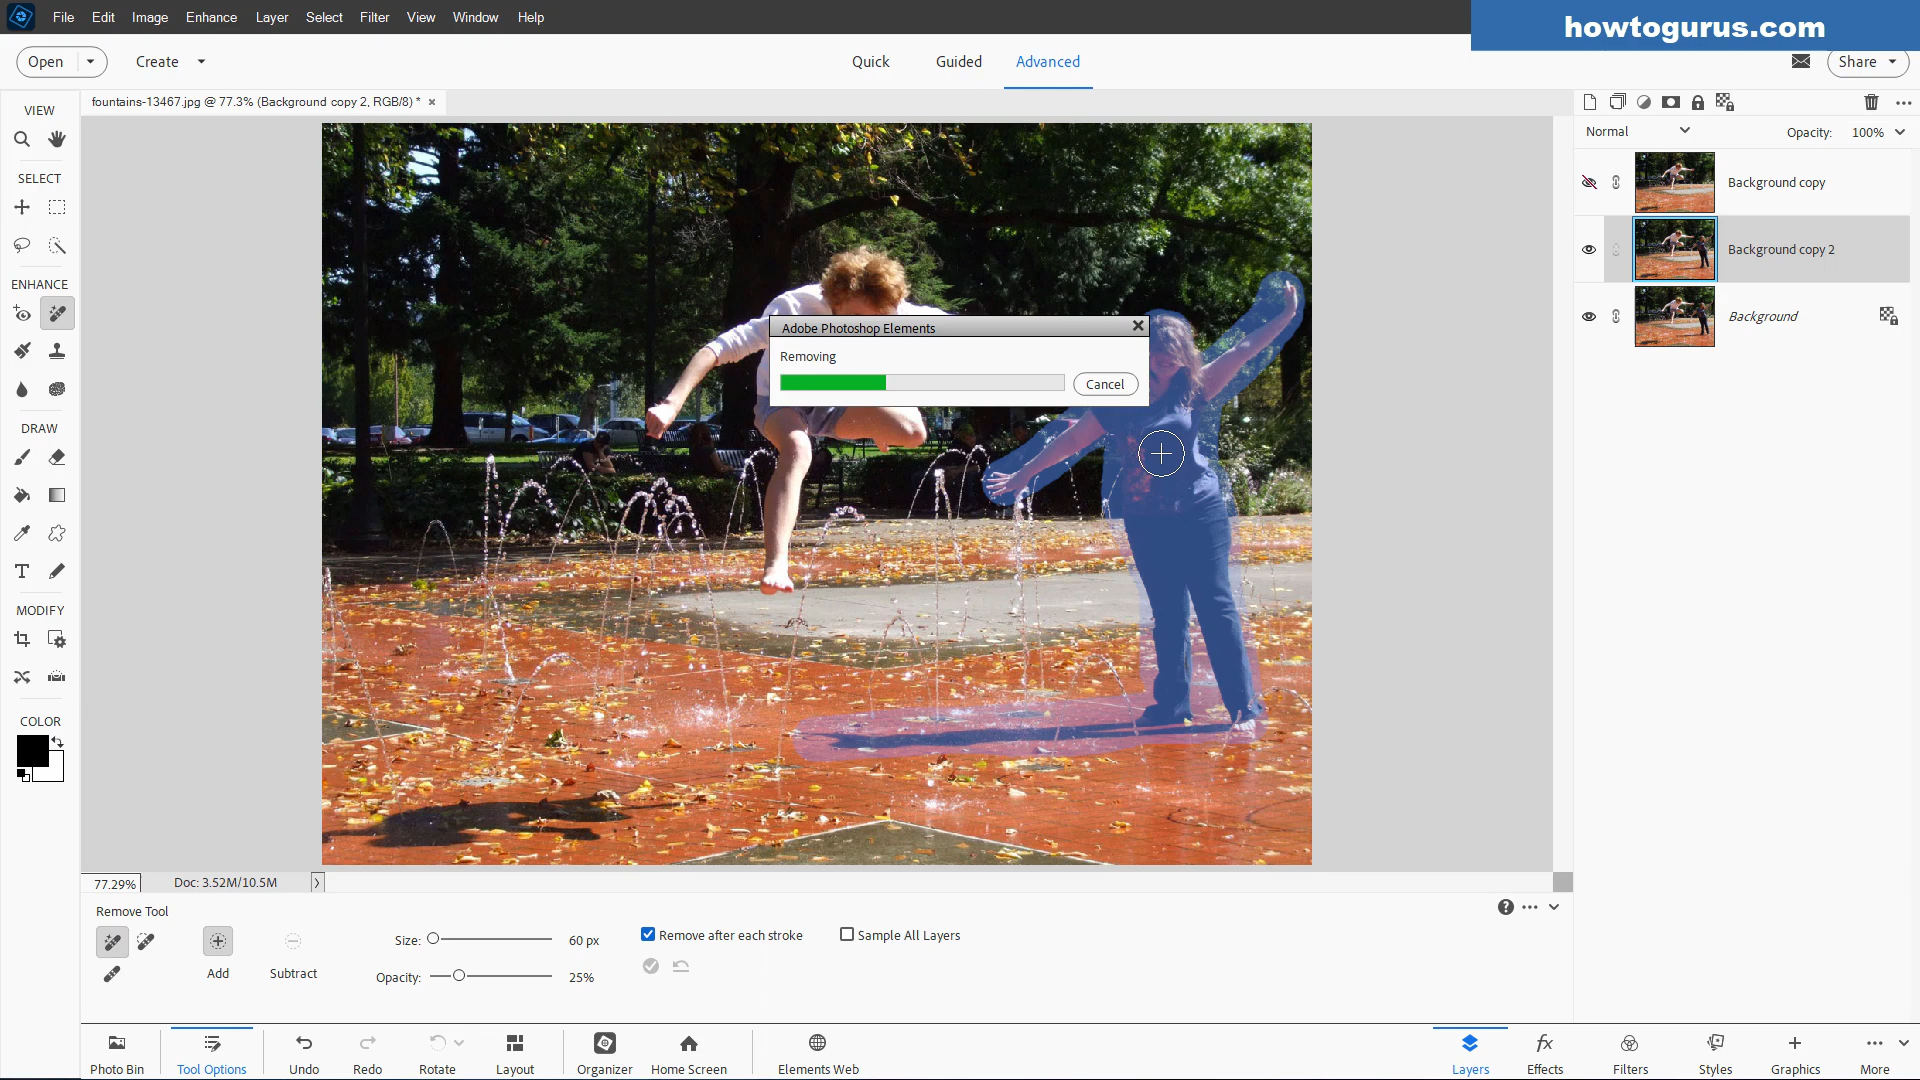 File Edit Image Enhance Layer Select Filter View Window Help
howtogurus.com
Open Create Quick Guided Advanced Share
VIEW
fountains-13467.jpg @ 77.3% (Background copy 2, RGB/8) * ×
Normal Opacity: 100%
SELECT
Background copy
Background copy 2
ENHANCE
Background
Adobe Photoshop Elements
Removing
Cancel
DRAW
MODIFY
COLOR
77.29% Doc: 3.52M/10.5M
Remove Tool
Size: 60 px
Remove after each stroke Sample All Layers
Add Subtract
Opacity: 25%
Photo Bin Tool Options Undo Redo Rotate Layout Organizer Home Screen Elements Web Layers Effects Filters Styles Graphics More